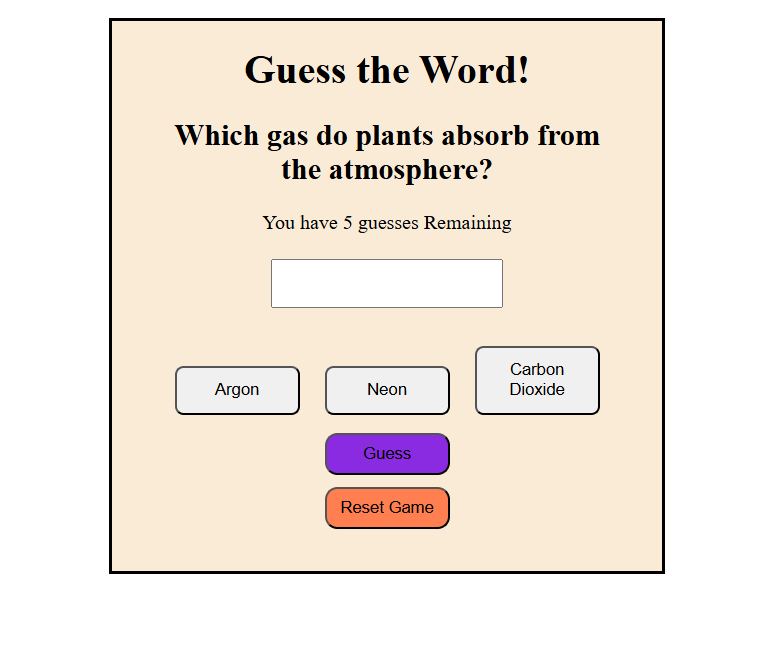 Guess the Word!
Which gas do plants absorb from
the atmosphere?
You have 5 guesses Remaining
Argon
Neon
Carbon
Dioxide
Guess
Reset Game